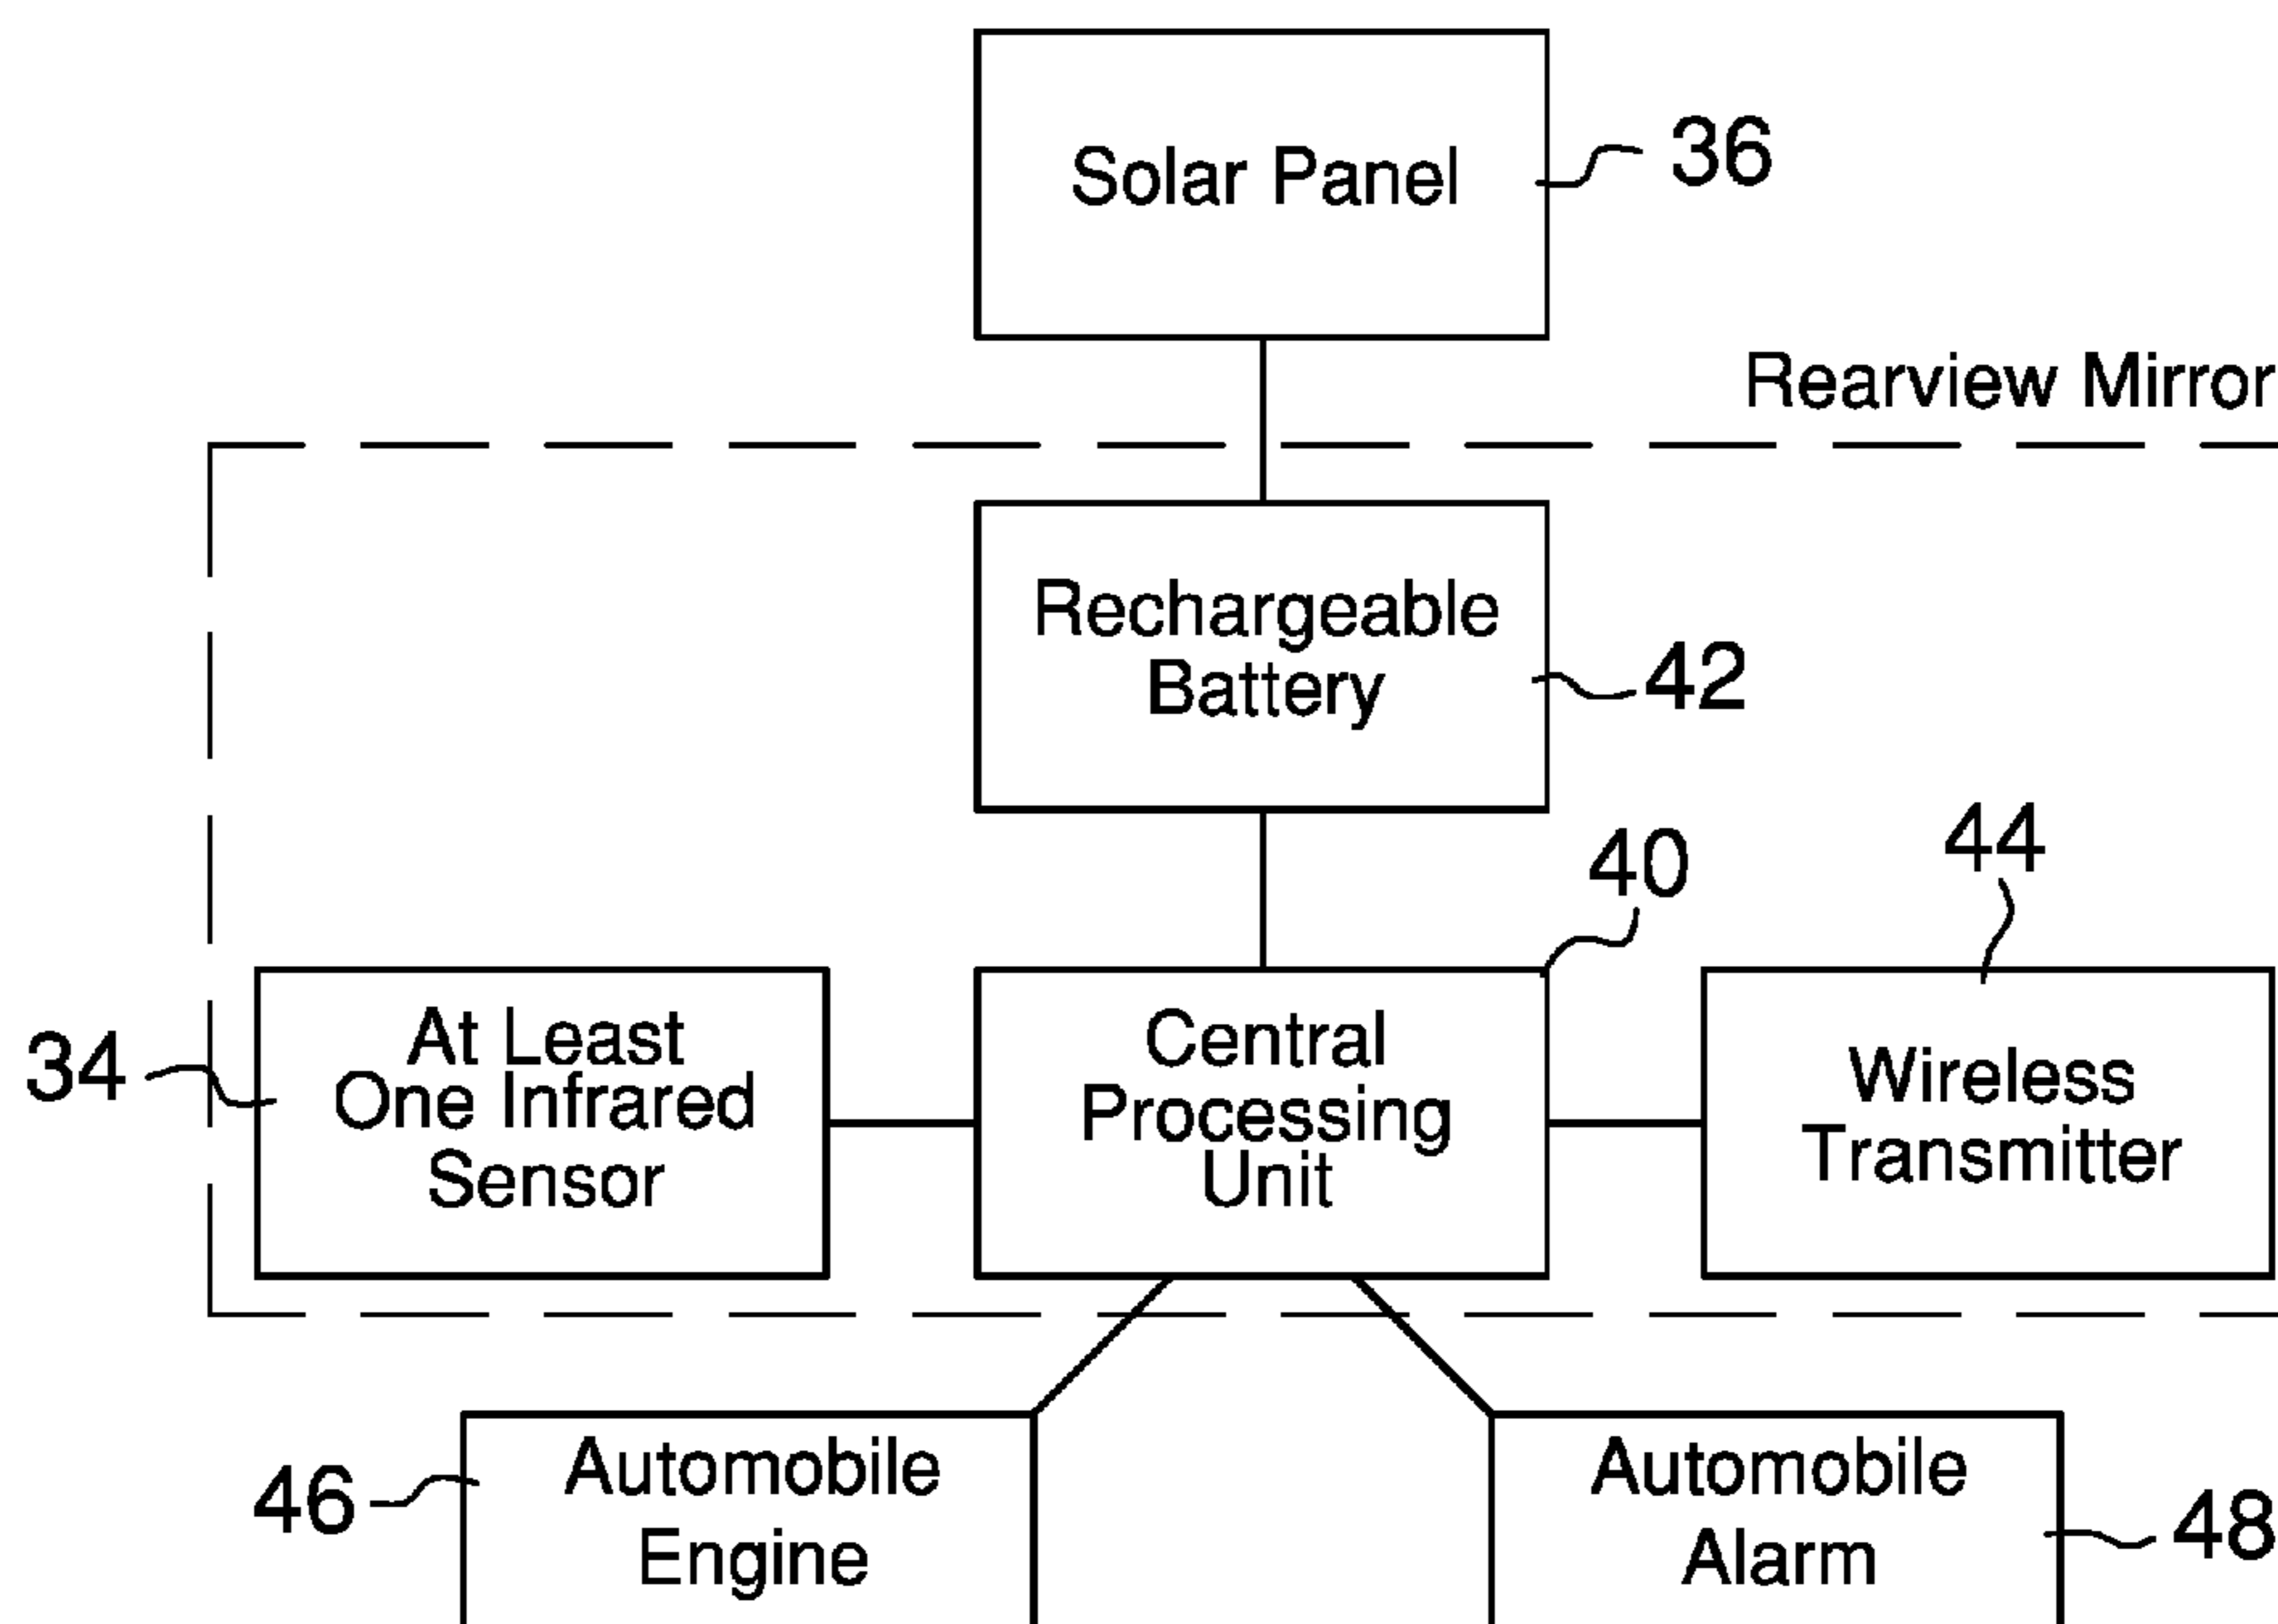 Solar Panel
36
Rearview Mirror
Rechargeable
Battery
42
40
44
34
At Least
One Infrared
Sensor
Central
Processing
Unit
Wireless
Transmitter
46
Automobile
Engine
Automobile
Alarm
48